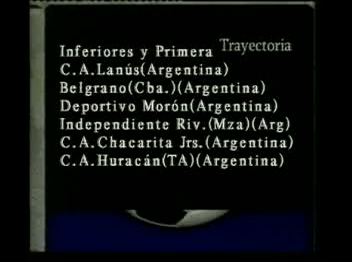 Trayectoria
Inferiores y Primera
C.A.Lanús(Argentina)
Belgrano(Cba.)(Argentina)
Deportivo Morón(Argentina)
Independiente Riv.(Mza)(Arg)
C.A.Chacarita Jrs.(Argentina)
C.A.Huracán(TA)(Argentina)